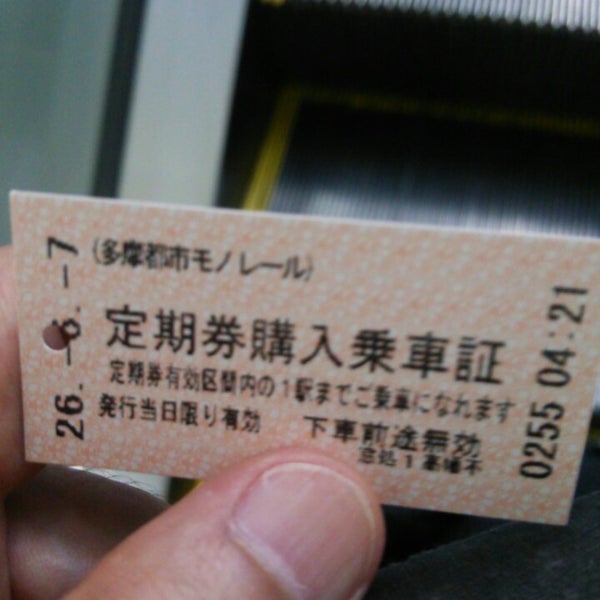 (多摩都市モノレール)
定期券購入乗車証
定期券有効区間内の1駅までご乗車になれます
発行当日限り有効 下車前途無効
26.-6.-7
0255 04:21